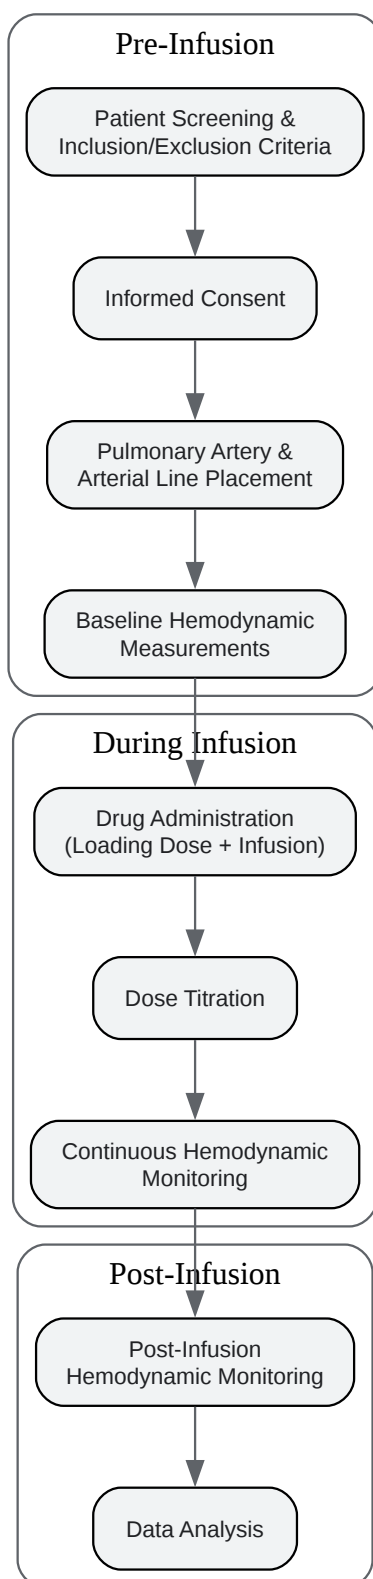 Pre-Infusion
Patient Screening &
Inclusion/Exclusion Criteria
Informed Consent
Pulmonary Artery &
Arterial Line Placement
Baseline Hemodynamic
Measurements
During Infusion
Drug Administration
(Loading Dose + Infusion)
Dose Titration
Continuous Hemodynamic
Monitoring
Post-Infusion
Post-Infusion
Hemodynamic Monitoring
Data Analysis